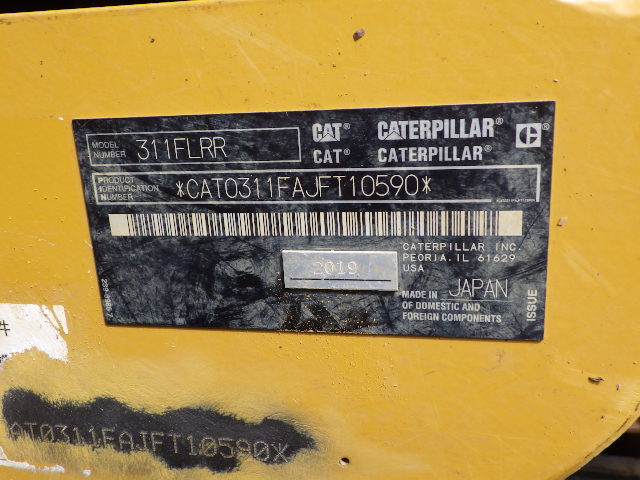 MODEL NUMBER 311FLRR
CAT® CATERPILLAR®
CAT® CATERPILLAR®
PRODUCT IDENTIFICATION NUMBER *CAT0311FAJFT10590*
CATERPILLAR INC.
PEORIA. IL 61629
USA
2019
MADE IN JAPAN
OF DOMESTIC AND
FOREIGN COMPONENTS
ISSUE
#
AT0311FAJFT10590*